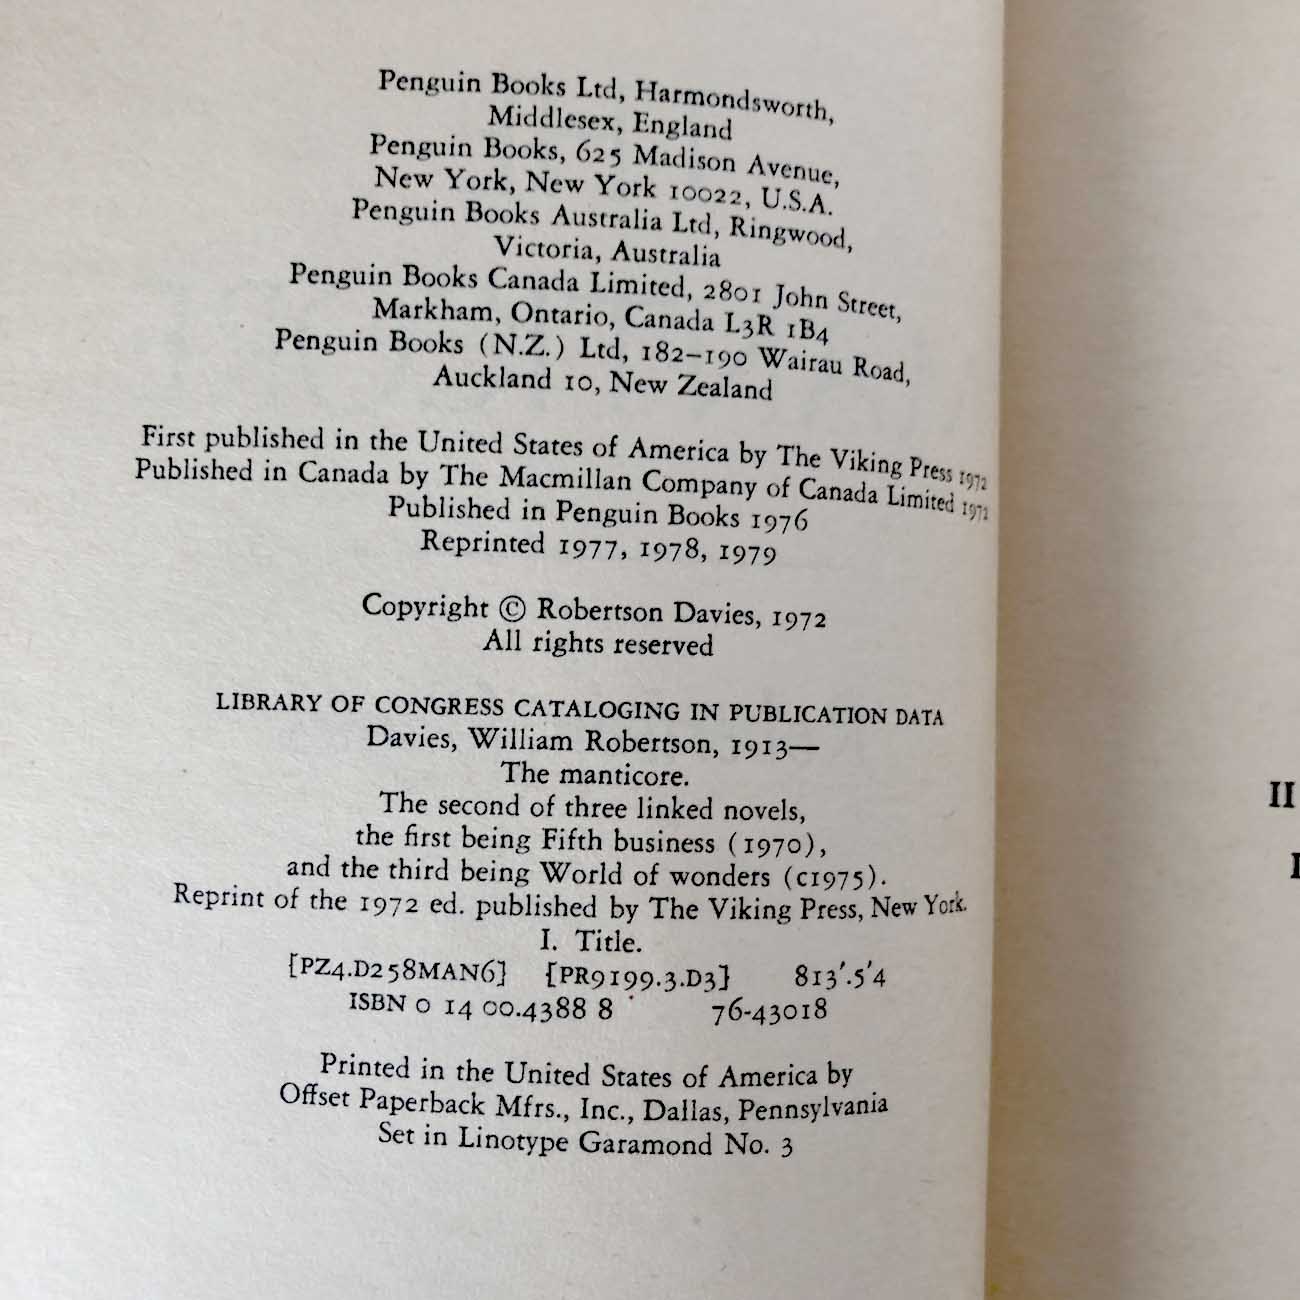 Penguin Books Ltd, Harmondsworth,
Middlesex, England
Penguin Books, 625 Madison Avenue,
New York, New York 10022, U.S.A.
Penguin Books Australia Ltd, Ringwood,
Victoria, Australia
Penguin Books Canada Limited, 2801 John Street,
Markham, Ontario, Canada L3R 1B4
Penguin Books (N.Z.) Ltd, 182–190 Wairau Road,
Auckland 10, New Zealand
First published in the United States of America by The Viking Press 1972
Published in Canada by The Macmillan Company of Canada Limited 1972
Published in Penguin Books 1976
Reprinted 1977, 1978, 1979
Copyright © Robertson Davies, 1972
All rights reserved
LIBRARY OF CONGRESS CATALOGING IN PUBLICATION DATA
Davies, William Robertson, 1913—
The manticore.
The second of three linked novels,
the first being Fifth business (1970),
and the third being World of wonders (c1975).
Reprint of the 1972 ed. published by The Viking Press, New York.
I. Title.
[PZ4.D258MAN6] [PR9199.3.D3] 813'.5'4
ISBN 0 14 00.4388 8 76-43018
Printed in the United States of America by
Offset Paperback Mfrs., Inc., Dallas, Pennsylvania
Set in Linotype Garamond No. 3
II